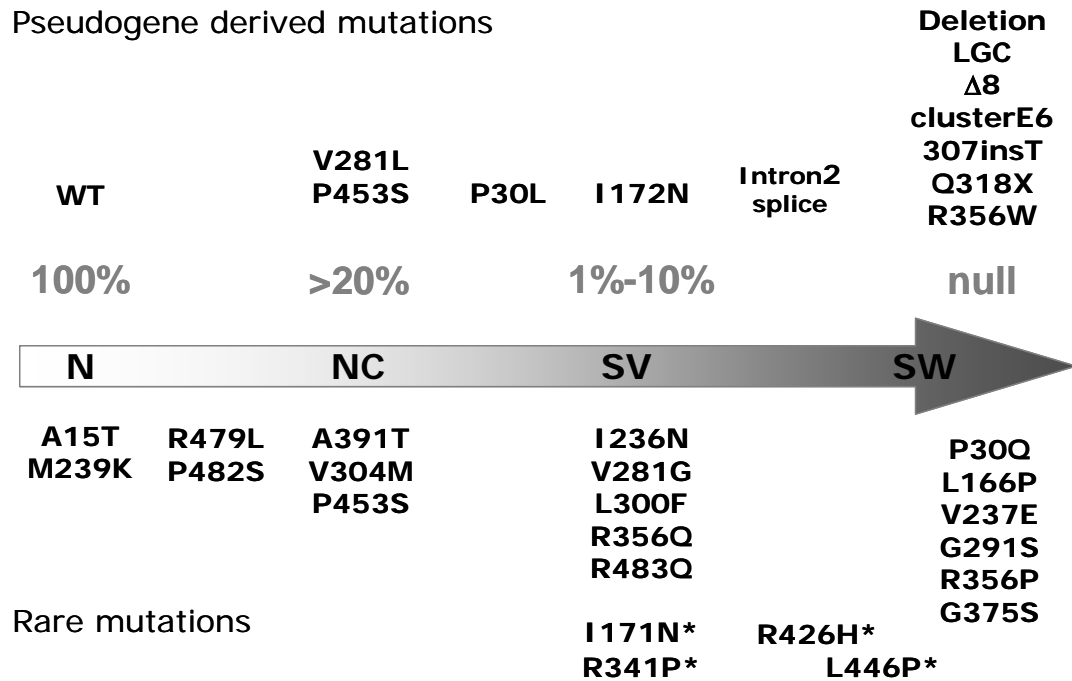 Pseudogene derived mutations
Deletion
LGC
Δ8
clusterE6
307insT
Q318X
R356W
WT
V281L
P453S
P30L
I172N
Intron2
splice
100%
>20%
1%-10%
null
N
NC
SV
SW
A15T
M239K
R479L
P482S
A391T
V304M
P453S
I236N
V281G
L300F
R356Q
R483Q
P30Q
L166P
V237E
G291S
R356P
G375S
Rare mutations
I171N*
R341P*
R426H*
L446P*